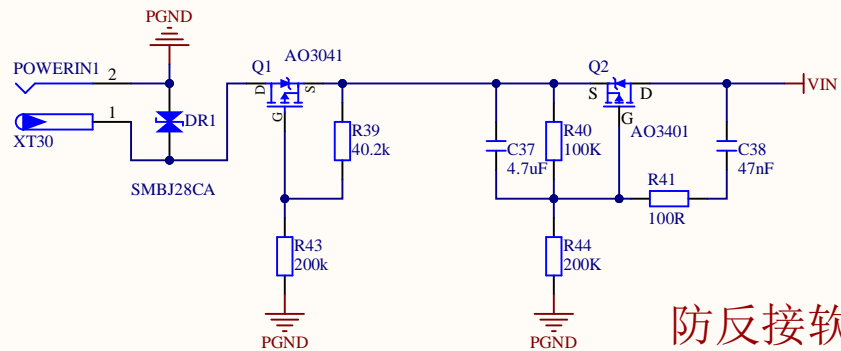 PGND
POWERIN1
2
1
XT30
DR1
SMBJ28CA
Q1
AO3041
D
S
G
R39
40.2k
R43
200k
PGND
C37
4.7uF
R40
100K
Q2
S
D
G
AO3401
R41
100R
C38
47nF
VIN
R44
200K
PGND
防反接软